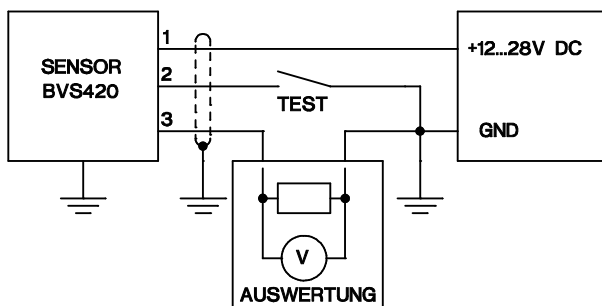 SENSOR
BVS420
1
2
3
TEST
+12...28V DC
GND
V
AUSWERTUNG